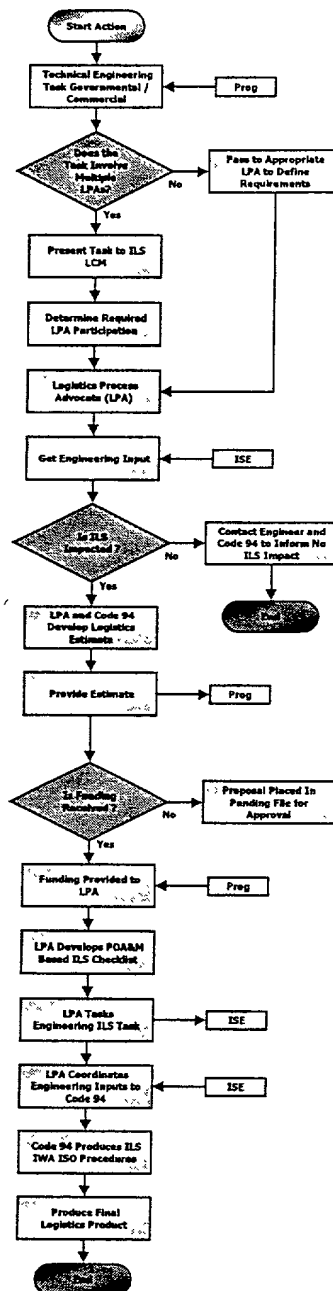 Start Action
Technical Engineering
Task Governmental /
Commercial
Prog
Does the
Task Involve
Multiple
LPAs?
No
Pass to Appropriate
LPA to Define
Requirements
Yes
Present Task to ILS
LCM
Determine Required
LPA Participation
Logistics Process
Advocate (LPA)
Get Engineering Input
ISE
Is ILS
Impacted ?
No
Contact Engineer and
Code 94 to Inform No
ILS Impact
End
Yes
LPA and Code 94
Develop Logistics
Estimate
Provide Estimate
Prog
Is Funding
Received ?
No
Proposal Placed In
Pending File for
Approval
Yes
Funding Provided to
LPA
Prog
LPA Develops POA&M
Based ILS Checklist
LPA Tasks
Engineering ILS Task
ISE
LPA Coordinates
Engineering Inputs to
Code 94
ISE
Code 94 Produces ILS
IWA ISO Procedures
Produce Final
Logistics Product
End